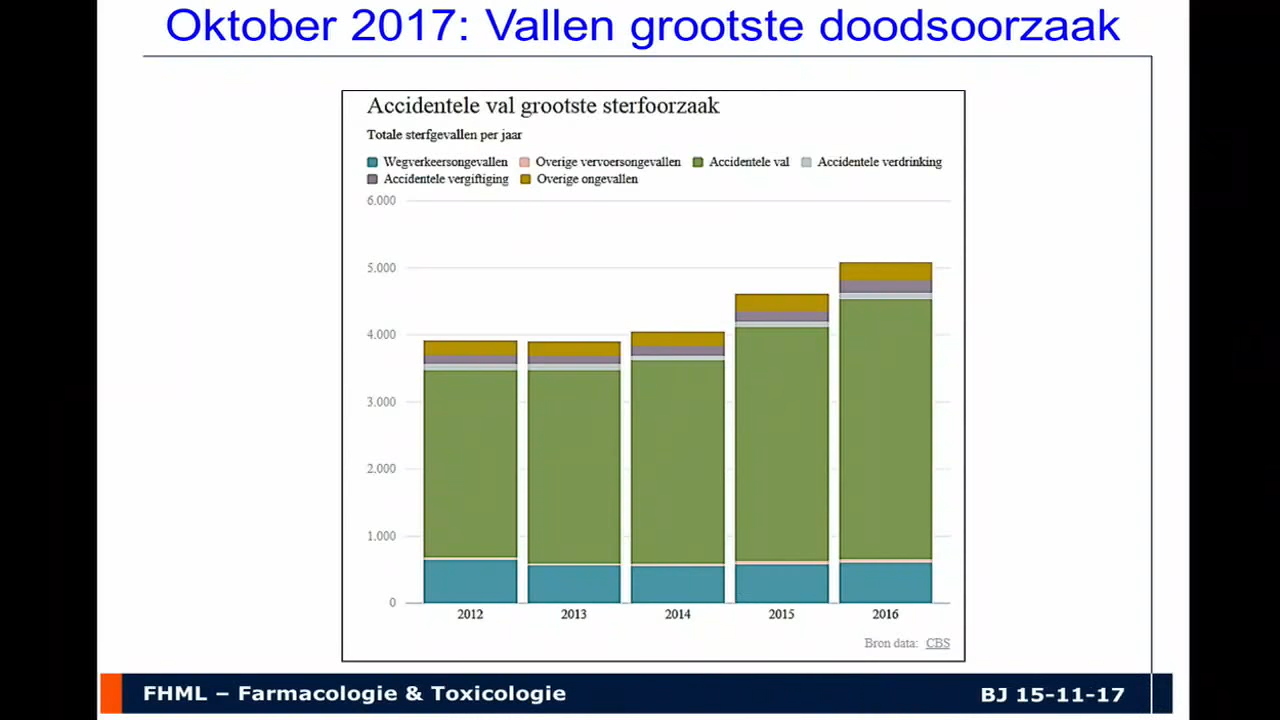 Oktober 2017: Vallen grootste doodsoorzaak
Accidentele val grootste sterfoorzaak
Totale sterfgevallen per jaar
Wegverkeersongevallen Overige vervoersongevallen Accidentele val Accidentele verdrinking
Accidentele vergiftiging Overige ongevallen
6.000
5.000
4.000
3.000
2.000
1.000
0
2012 2013 2014 2015 2016
Bron data: CBS
FHML – Farmacologie & Toxicologie BJ 15-11-17